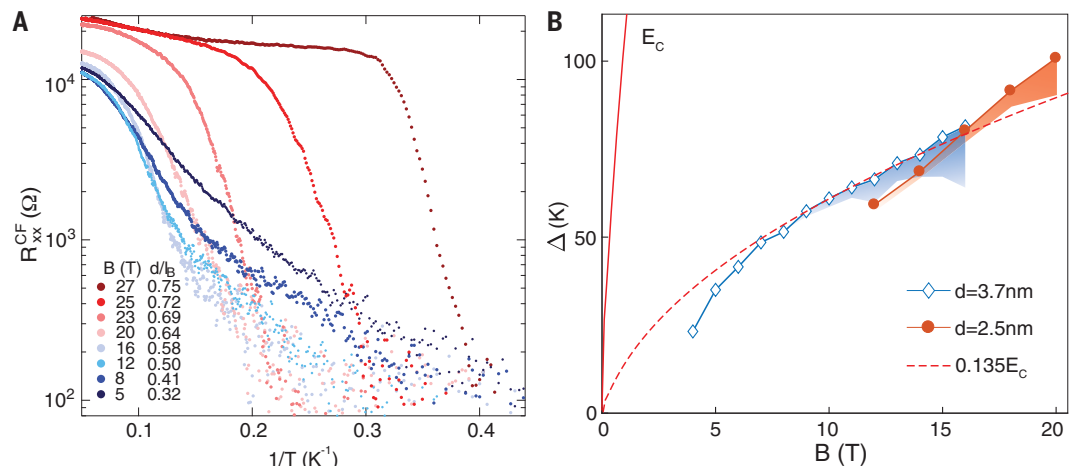 A
R_xx^CF (Ω)
10^4
10^3
10^2
B (T) d/l_B
27 0.75
25 0.72
23 0.69
20 0.64
16 0.58
12 0.50
8 0.41
5 0.32
0.1 0.2 0.3 0.4
1/T (K^-1)
B
E_C
Δ (K)
100
50
0
d=3.7nm
d=2.5nm
0.135E_C
0 5 10 15 20
B (T)